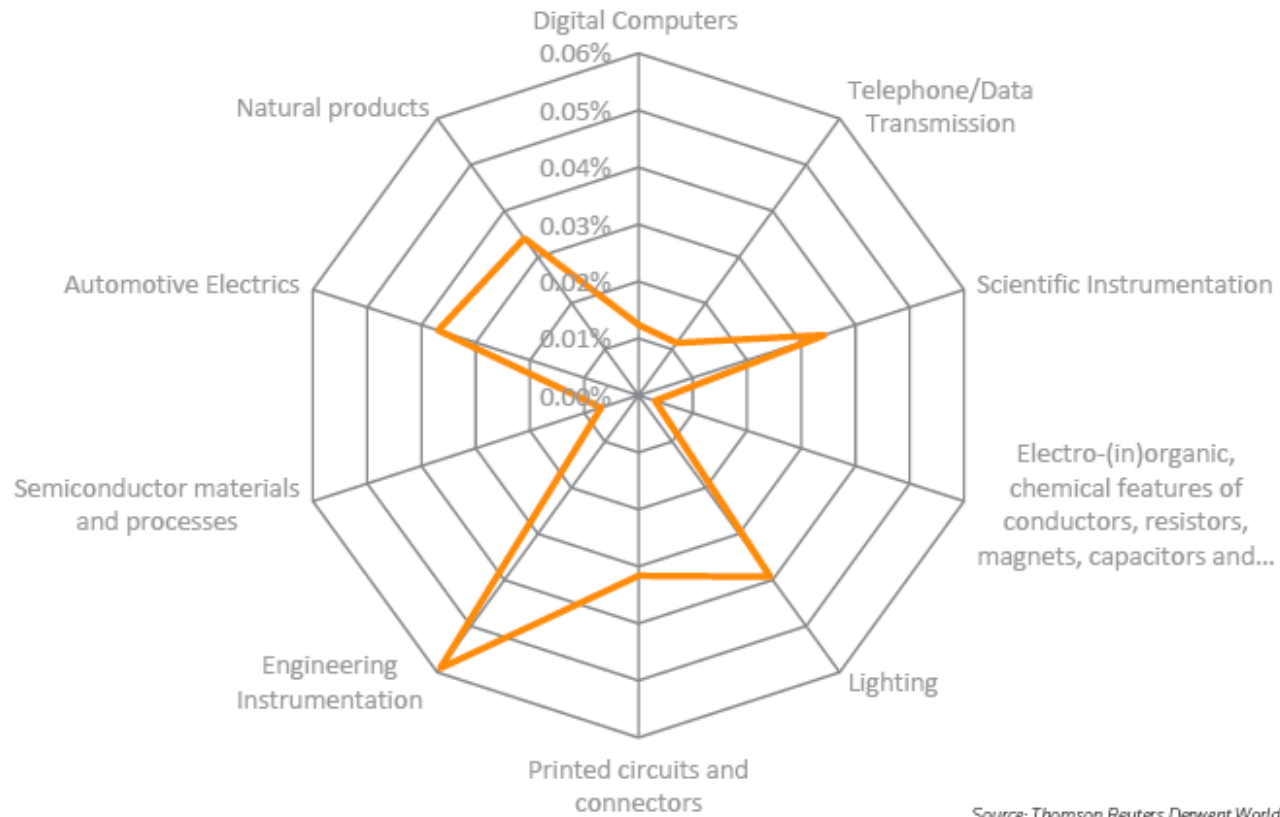 Digital Computers
0.06%
0.05%
0.04%
0.03%
0.02%
0.01%
0.00%
Telephone/Data
Transmission
Scientific Instrumentation
Electro-(in)organic,
chemical features of
conductors, resistors,
magnets, capacitors and...
Lighting
Printed circuits and
connectors
Engineering
Instrumentation
Semiconductor materials
and processes
Automotive Electrics
Natural products
Source: Thomson Reuters Derwent World